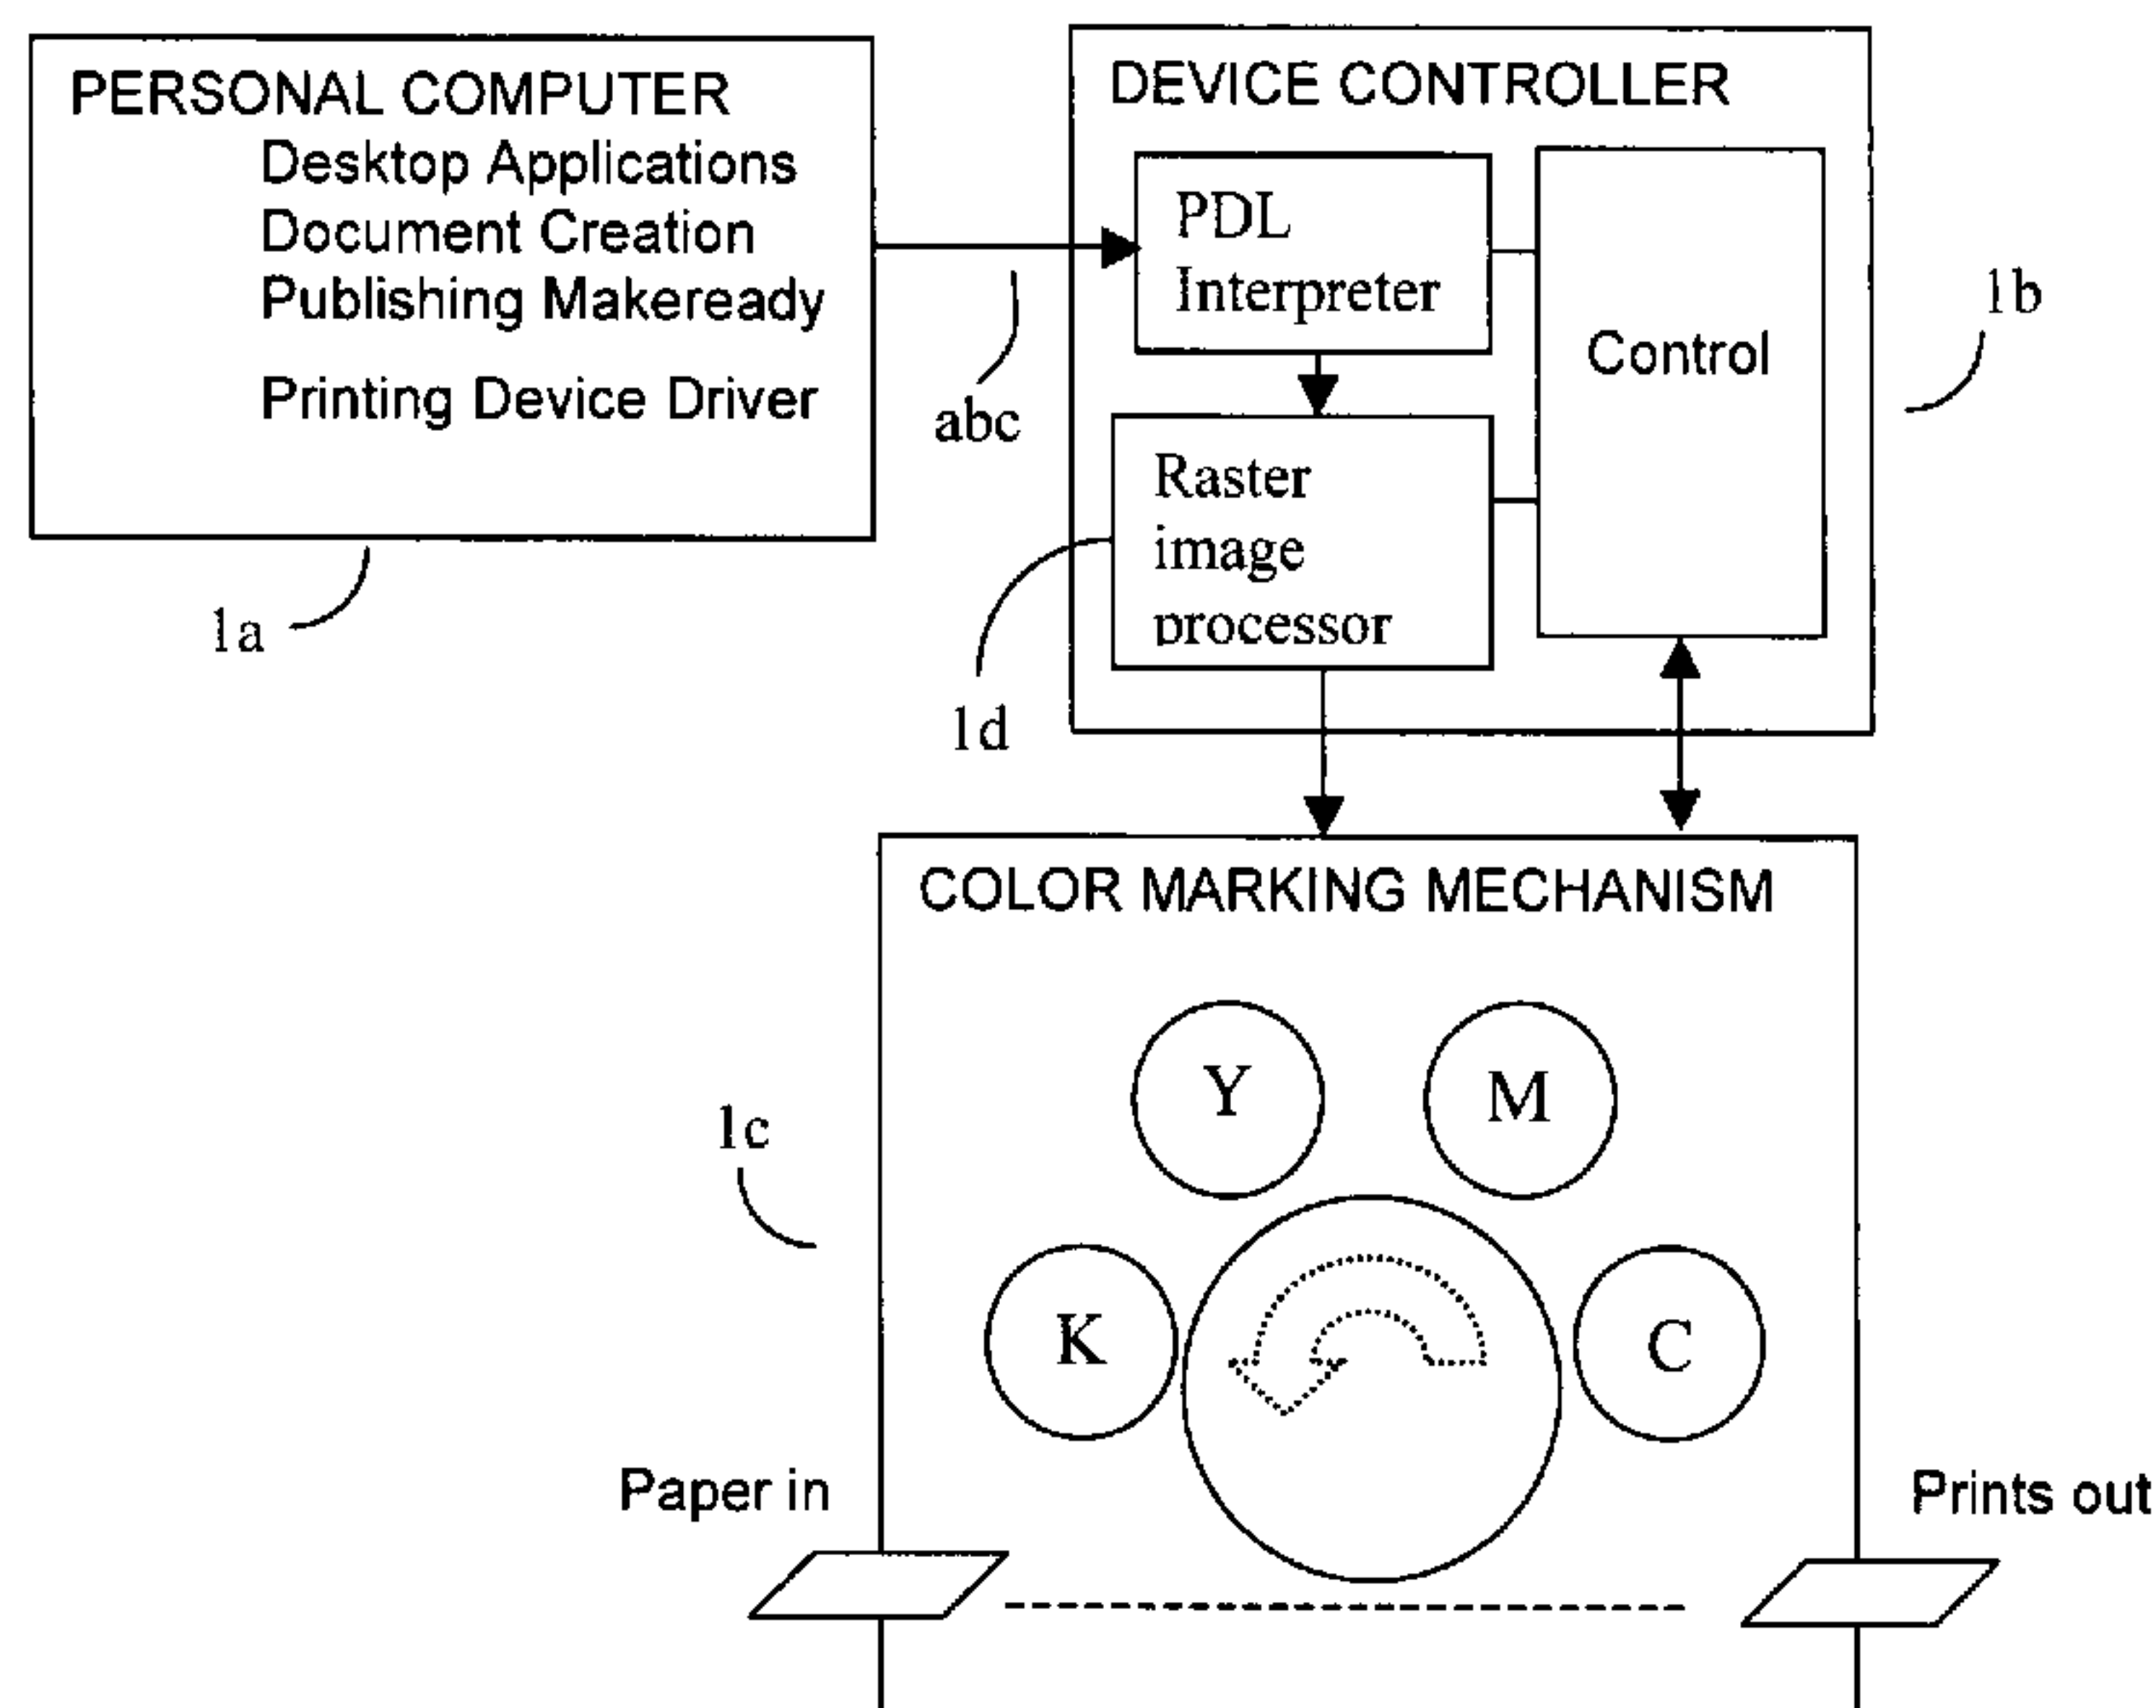 PERSONAL COMPUTER
Desktop Applications
Document Creation
Publishing Makeready
Printing Device Driver
1a
abc
DEVICE CONTROLLER
PDL
Interpreter
Control
1b
Raster
image
processor
1d
COLOR MARKING MECHANISM
1c
Y
M
K
C
Paper in
Prints out